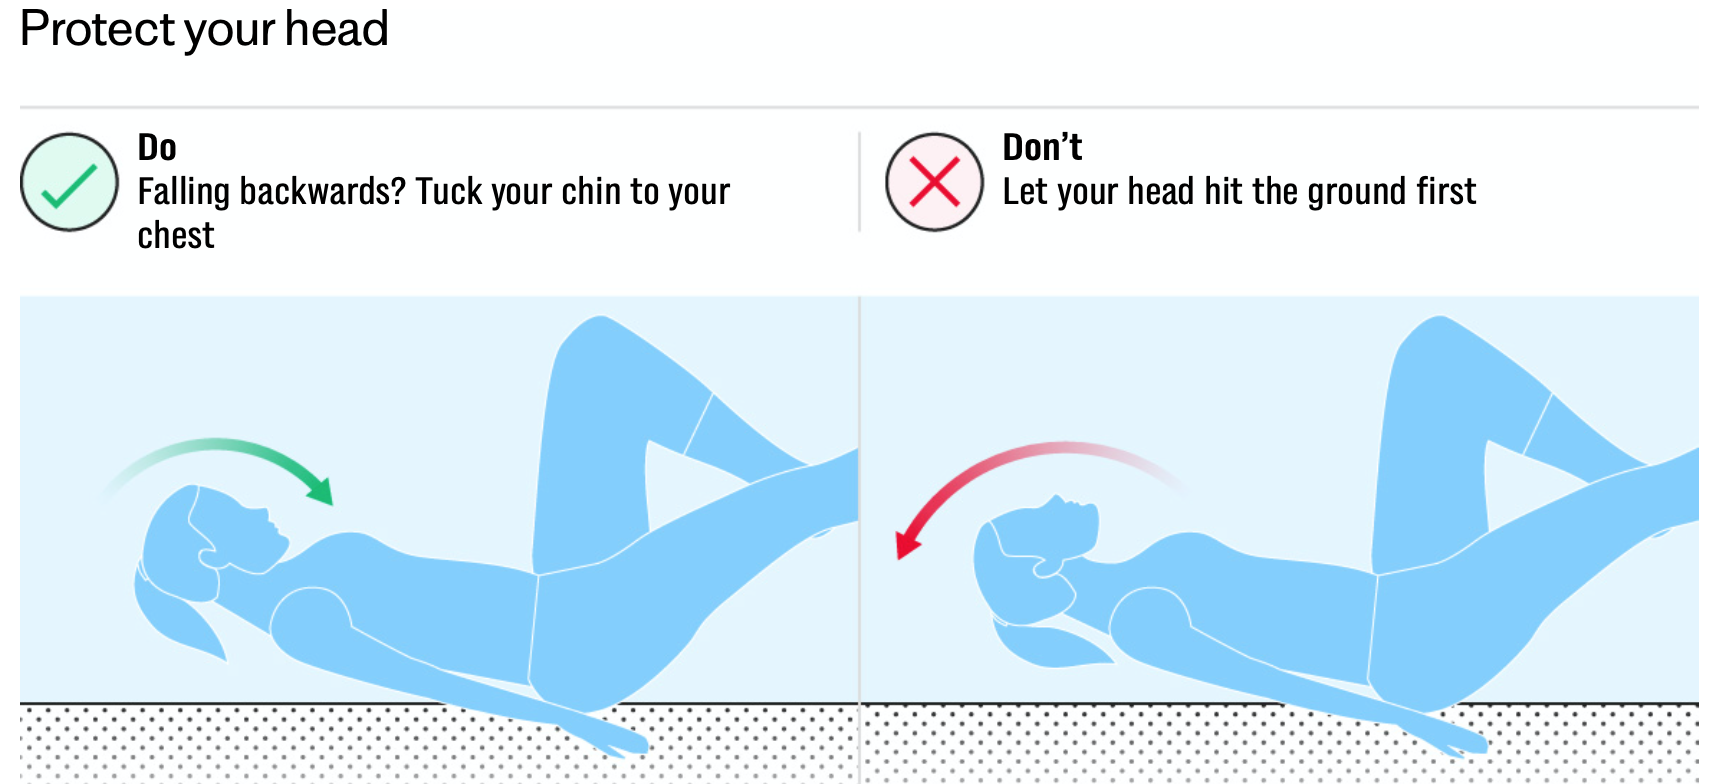 Protect your head
Do
Falling backwards? Tuck your chin to your
chest
Don't
Let your head hit the ground first